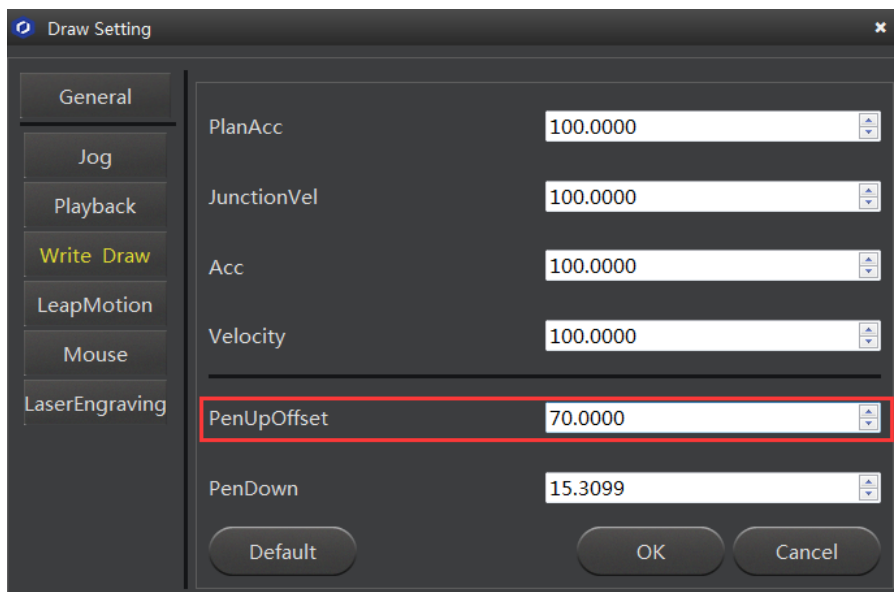 Draw Setting
General
Jog
Playback
Write Draw
LeapMotion
Mouse
LaserEngraving
PlanAcc 100.0000
JunctionVel 100.0000
Acc 100.0000
Velocity 100.0000
PenUpOffset 70.0000
PenDown 15.3099
Default OK Cancel